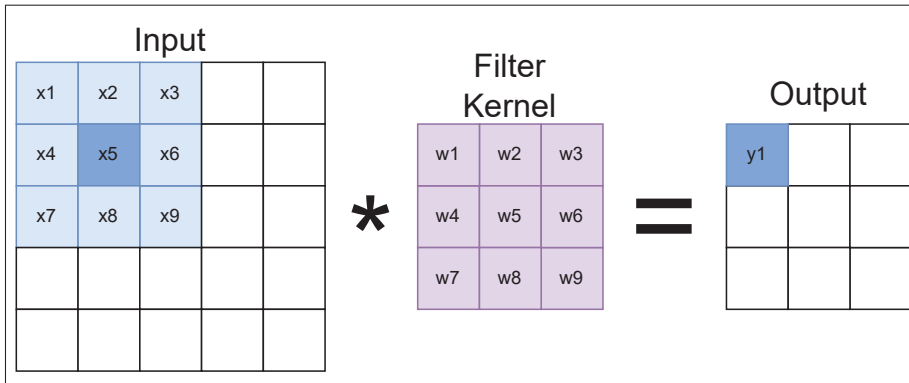 Input
Filter
Kernel
Output
x1 x2 x3
x4 x5 x6
x7 x8 x9
*
w1 w2 w3
w4 w5 w6
w7 w8 w9
=
y1